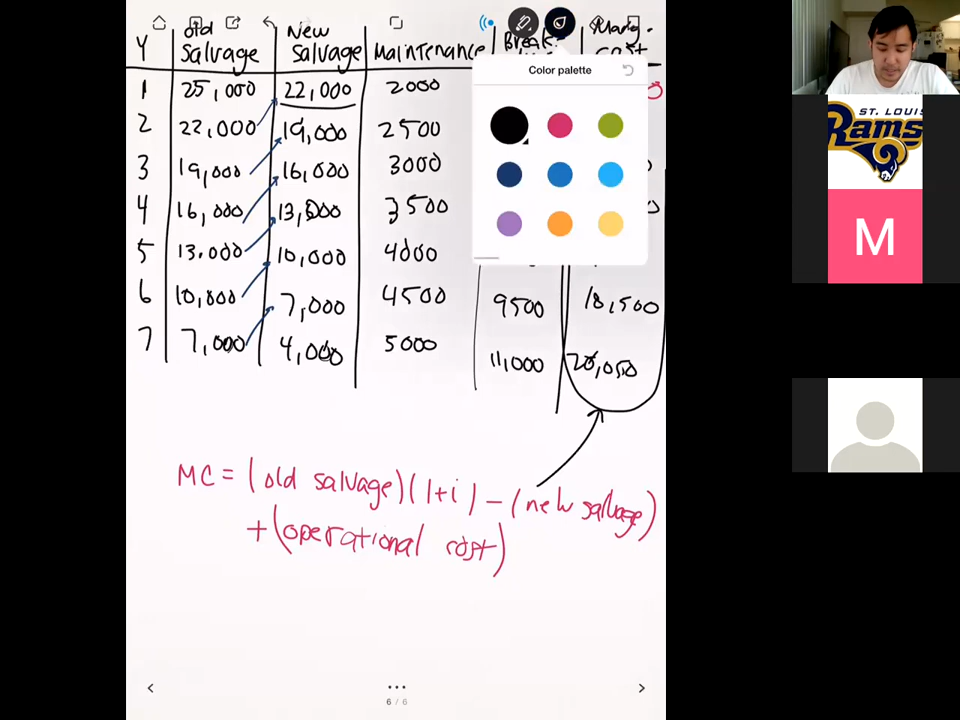 Y old Salvage New Salvage Maintenance Break Marg. Cost
Color palette
1 25,000 22,000 2000
2 22,000 19,000 2500
3 19,000 16,000 3000
4 16,000 13,000 3500
5 13,000 10,000 4000
6 10,000 7,000 4500 9500 18,500
7 7,000 4,000 5000 11,000 20,050
MC = (old salvage)(1+i) - (new salvage)
+ (operational cost)
6 / 6
ST. LOUIS
Rams
M